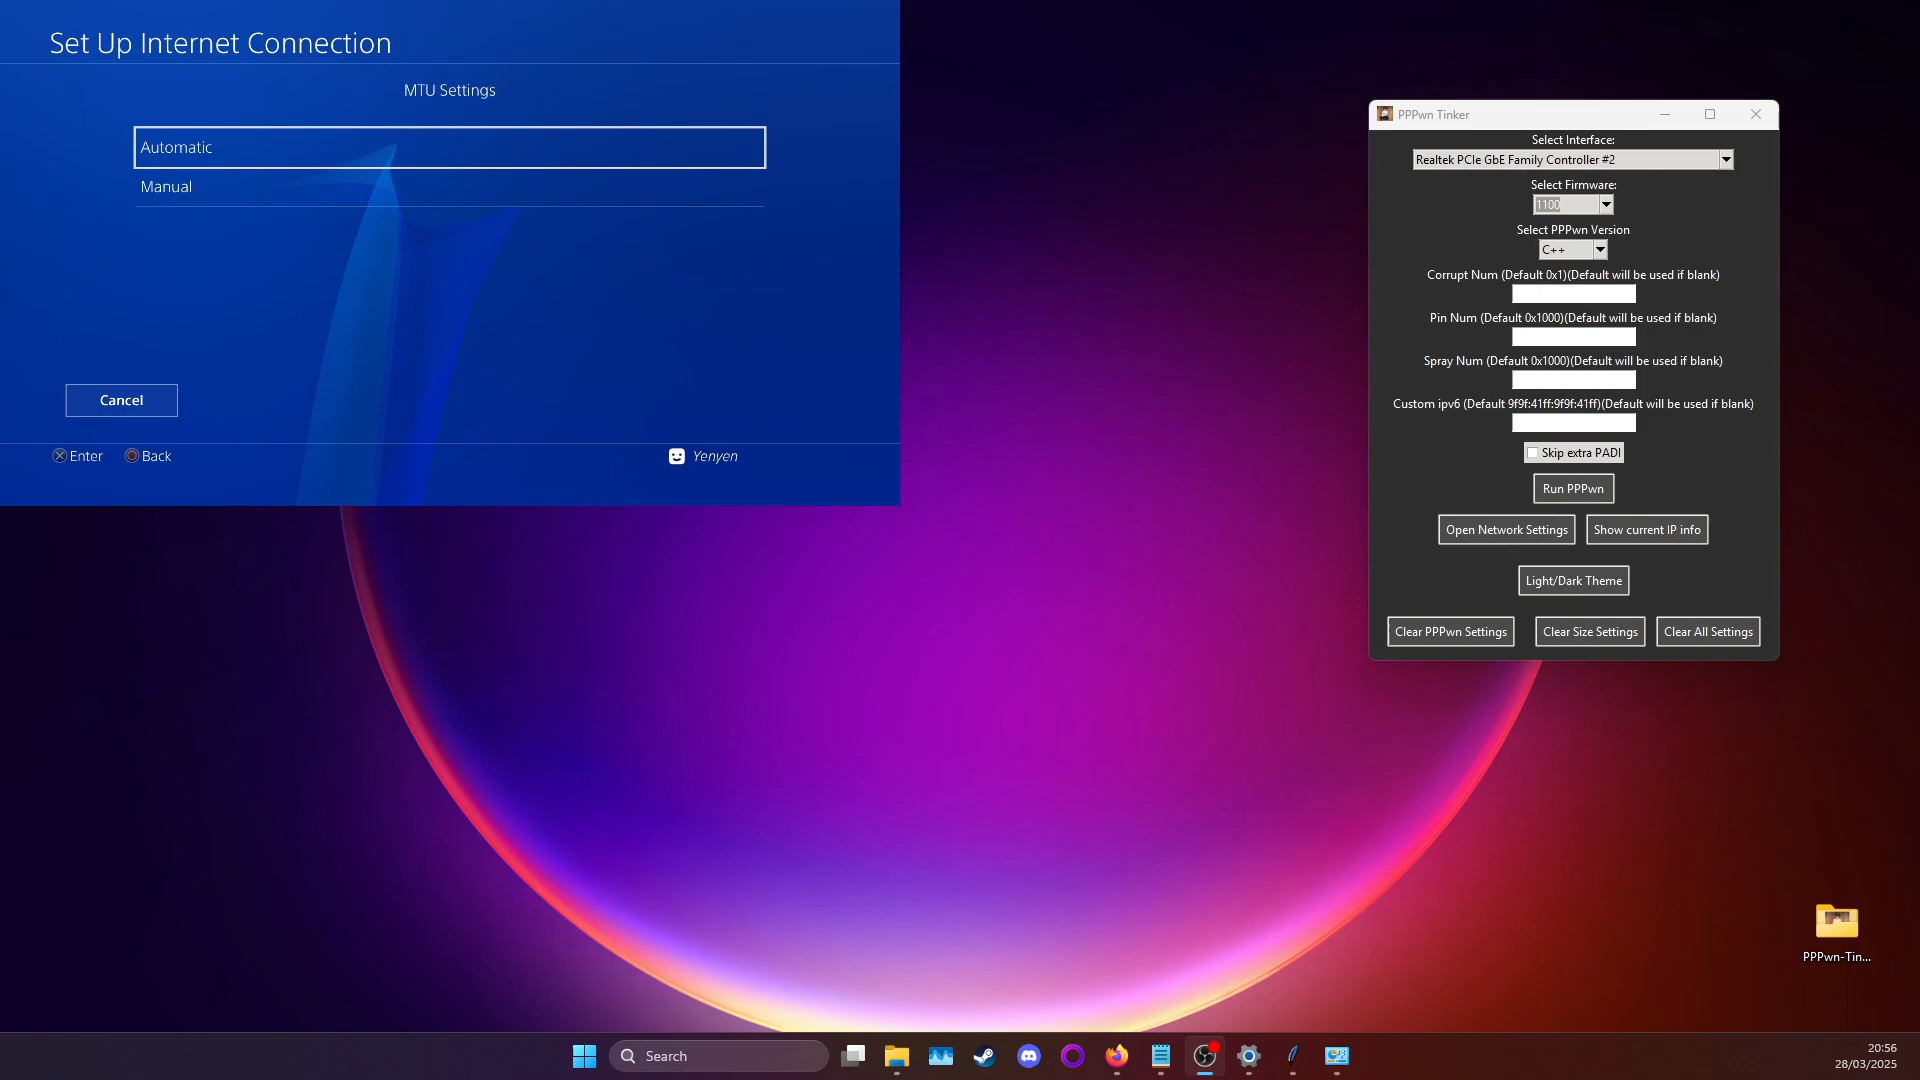 Set Up Internet Connection
MTU Settings
Automatic
Manual
Cancel
Enter
Back
Yenyen
PPPwn Tinker
Select Interface:
Realtek PCIe GbE Family Controller #2
Select Firmware:
1100
Select PPPwn Version
C++
Corrupt Num (Default 0x1)(Default will be used if blank)
Pin Num (Default 0x1000)(Default will be used if blank)
Spray Num (Default 0x1000)(Default will be used if blank)
Custom ipv6 (Default 9f9f:41ff:9f9f:41ff)(Default will be used if blank)
Skip extra PADI
Run PPPwn
Open Network Settings
Show current IP info
Light/Dark Theme
Clear PPPwn Settings
Clear Size Settings
Clear All Settings
PPPwn-Tin...
Search
20:56
28/03/2025